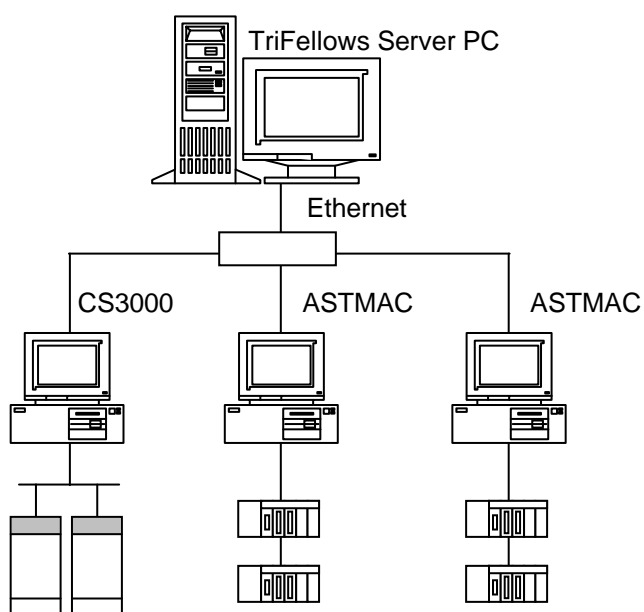 TriFellows Server PC
Ethernet
CS3000
ASTMAC
ASTMAC